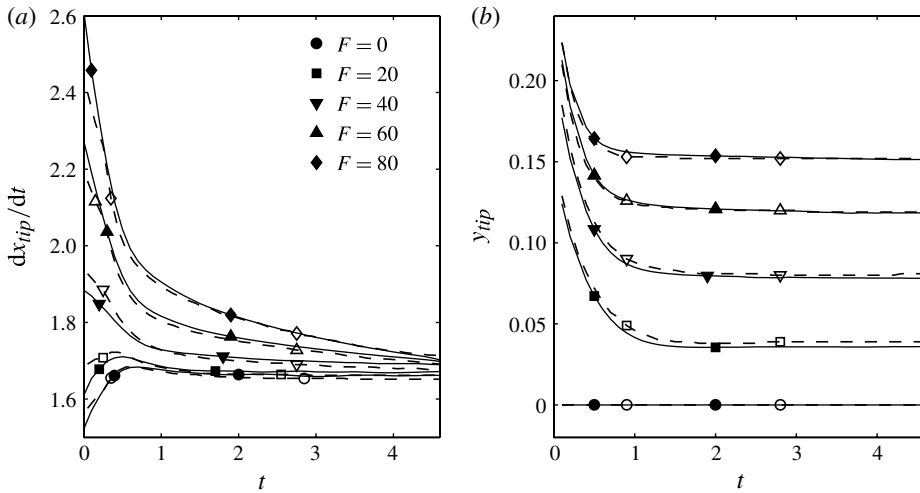 (a)
2.6
2.4
2.2
2.0
1.8
1.6
dx_tip/dt
0
1
2
3
4
t
F = 0
F = 20
F = 40
F = 60
F = 80
(b)
0.20
0.15
0.10
0.05
0
y_tip
0
1
2
3
4
t